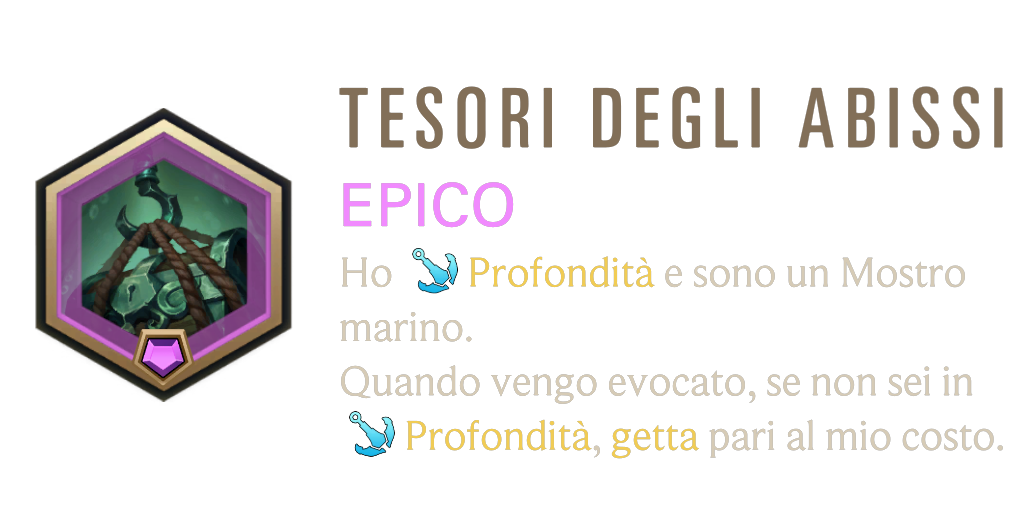 TESORI DEGLI ABISSI
EPICO
Ho Profondità e sono un Mostro
marino.
Quando vengo evocato, se non sei in
Profondità, getta pari al mio costo.